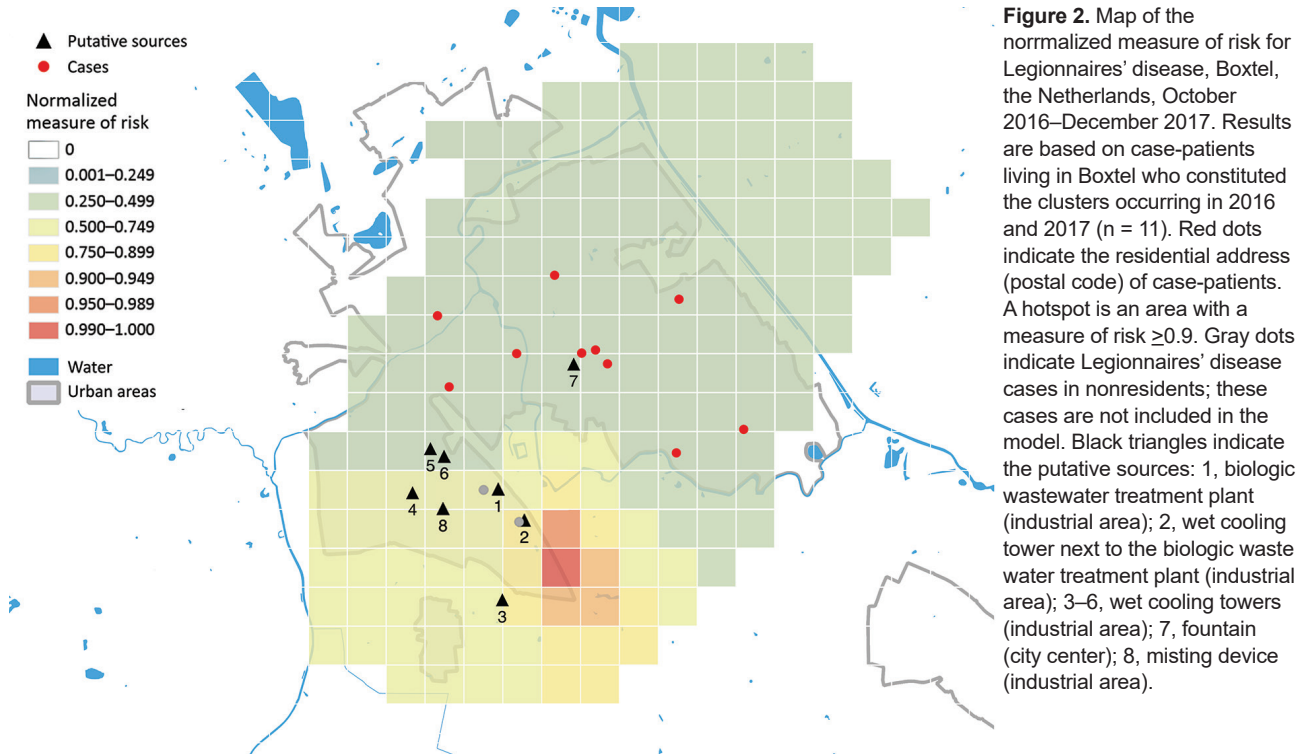 Putative sources
Cases
Normalized
measure of risk
0
0.001–0.249
0.250–0.499
0.500–0.749
0.750–0.899
0.900–0.949
0.950–0.989
0.990–1.000
Water
Urban areas
7
5
6
4
8
1
2
3
Figure 2. Map of the
normalized measure of risk for
Legionnaires’ disease, Boxtel,
the Netherlands, October
2016–December 2017. Results
are based on case-patients
living in Boxtel who constituted
the clusters occurring in 2016
and 2017 (n = 11). Red dots
indicate the residential address
(postal code) of case-patients.
A hotspot is an area with a
measure of risk ≥0.9. Gray dots
indicate Legionnaires’ disease
cases in nonresidents; these
cases are not included in the
model. Black triangles indicate
the putative sources: 1, biologic
wastewater treatment plant
(industrial area); 2, wet cooling
tower next to the biologic waste
water treatment plant (industrial
area); 3–6, wet cooling towers
(industrial area); 7, fountain
(city center); 8, misting device
(industrial area).